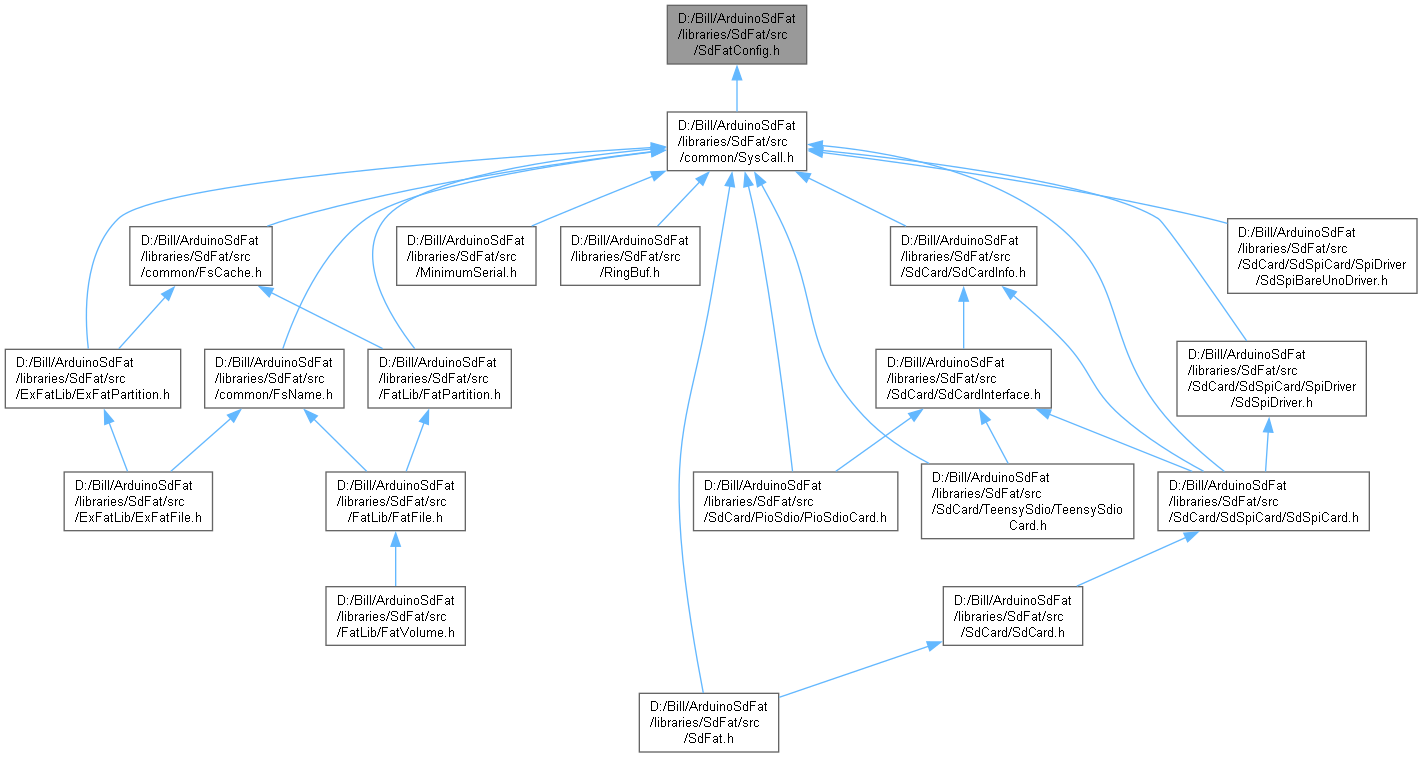 D:/Bill/ArduinoSdFat
/libraries/SdFat/src
/SdFatConfig.h
D:/Bill/ArduinoSdFat
/libraries/SdFat/src
/common/SysCall.h
D:/Bill/ArduinoSdFat
/libraries/SdFat/src
/common/FsCache.h
D:/Bill/ArduinoSdFat
/libraries/SdFat/src
/MinimumSerial.h
D:/Bill/ArduinoSdFat
/libraries/SdFat/src
/RingBuf.h
D:/Bill/ArduinoSdFat
/libraries/SdFat/src
/SdCard/SdCardInfo.h
D:/Bill/ArduinoSdFat
/libraries/SdFat/src
/SdCard/SdSpiCard/SpiDriver
/SdSpiBareUnoDriver.h
D:/Bill/ArduinoSdFat
/libraries/SdFat/src
/ExFatLib/ExFatPartition.h
D:/Bill/ArduinoSdFat
/libraries/SdFat/src
/common/FsName.h
D:/Bill/ArduinoSdFat
/libraries/SdFat/src
/FatLib/FatPartition.h
D:/Bill/ArduinoSdFat
/libraries/SdFat/src
/SdCard/SdCardInterface.h
D:/Bill/ArduinoSdFat
/libraries/SdFat/src
/SdCard/SdSpiCard/SpiDriver
/SdSpiDriver.h
D:/Bill/ArduinoSdFat
/libraries/SdFat/src
/ExFatLib/ExFatFile.h
D:/Bill/ArduinoSdFat
/libraries/SdFat/src
/FatLib/FatFile.h
D:/Bill/ArduinoSdFat
/libraries/SdFat/src
/SdCard/PioSdio/PioSdioCard.h
D:/Bill/ArduinoSdFat
/libraries/SdFat/src
/SdCard/TeensySdio/TeensySdio
Card.h
D:/Bill/ArduinoSdFat
/libraries/SdFat/src
/SdCard/SdSpiCard/SdSpiCard.h
D:/Bill/ArduinoSdFat
/libraries/SdFat/src
/FatLib/FatVolume.h
D:/Bill/ArduinoSdFat
/libraries/SdFat/src
/SdCard/SdCard.h
D:/Bill/ArduinoSdFat
/libraries/SdFat/src
/SdFat.h